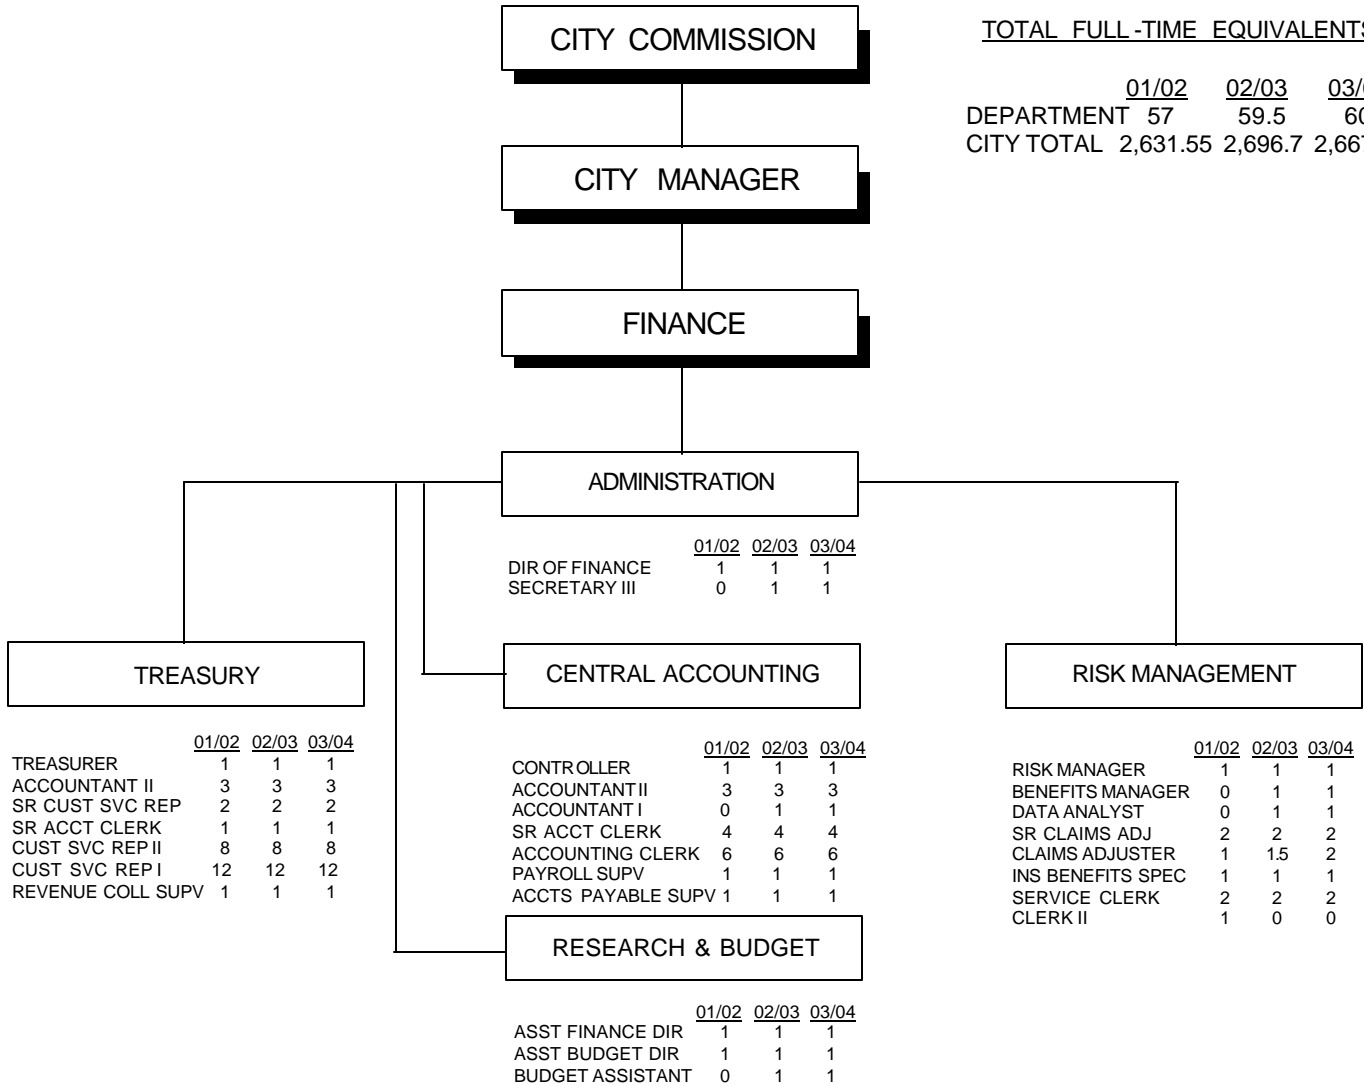 CITY COMMISSION
TOTAL FULL-TIME EQUIVALENTS
01/02 02/03
DEPARTMENT 57 59.5 60
CITY TOTAL 2,631.55 2,696.7
CITY MANAGER
FINANCE
ADMINISTRATION
01/02 02/03 03/04
DIR OF FINANCE 1 1 1
SECRETARY III 0 1 1
TREASURY
01/02 02/03 03/04
TREASURER 1 1 1
ACCOUNTANT II 3 3 3
SR CUST SVC REP 2 2 2
SR ACCT CLERK 1 1 1
CUST SVC REP II 8 8 8
CUST SVC REP I 12 12 12
REVENUE COLL SUPV 1 1 1
CENTRAL ACCOUNTING
01/02 02/03 03/04
CONTROLLER 1 1 1
ACCOUNTANT II 3 3 3
ACCOUNTANT I 0 1 1
SR ACCT CLERK 4 4 4
ACCOUNTING CLERK 6 6 6
PAYROLL SUPV 1 1 1
ACCTS PAYABLE SUPV 1 1 1
RESEARCH & BUDGET
01/02 02/03 03/04
ASST FINANCE DIR 1 1 1
ASST BUDGET DIR 1 1 1
BUDGET ASSISTANT 0 1 1
RISK MANAGEMENT
01/02 02/03 03/04
RISK MANAGER 1 1 1
BENEFITS MANAGER 0 1 1
DATA ANALYST 0 1 1
SR CLAIMS ADJ 2 2 2
CLAIMS ADJUSTER 1 1.5 2
INS BENEFITS SPEC 1 1 1
SERVICE CLERK 2 2 2
CLERK II 1 0 0